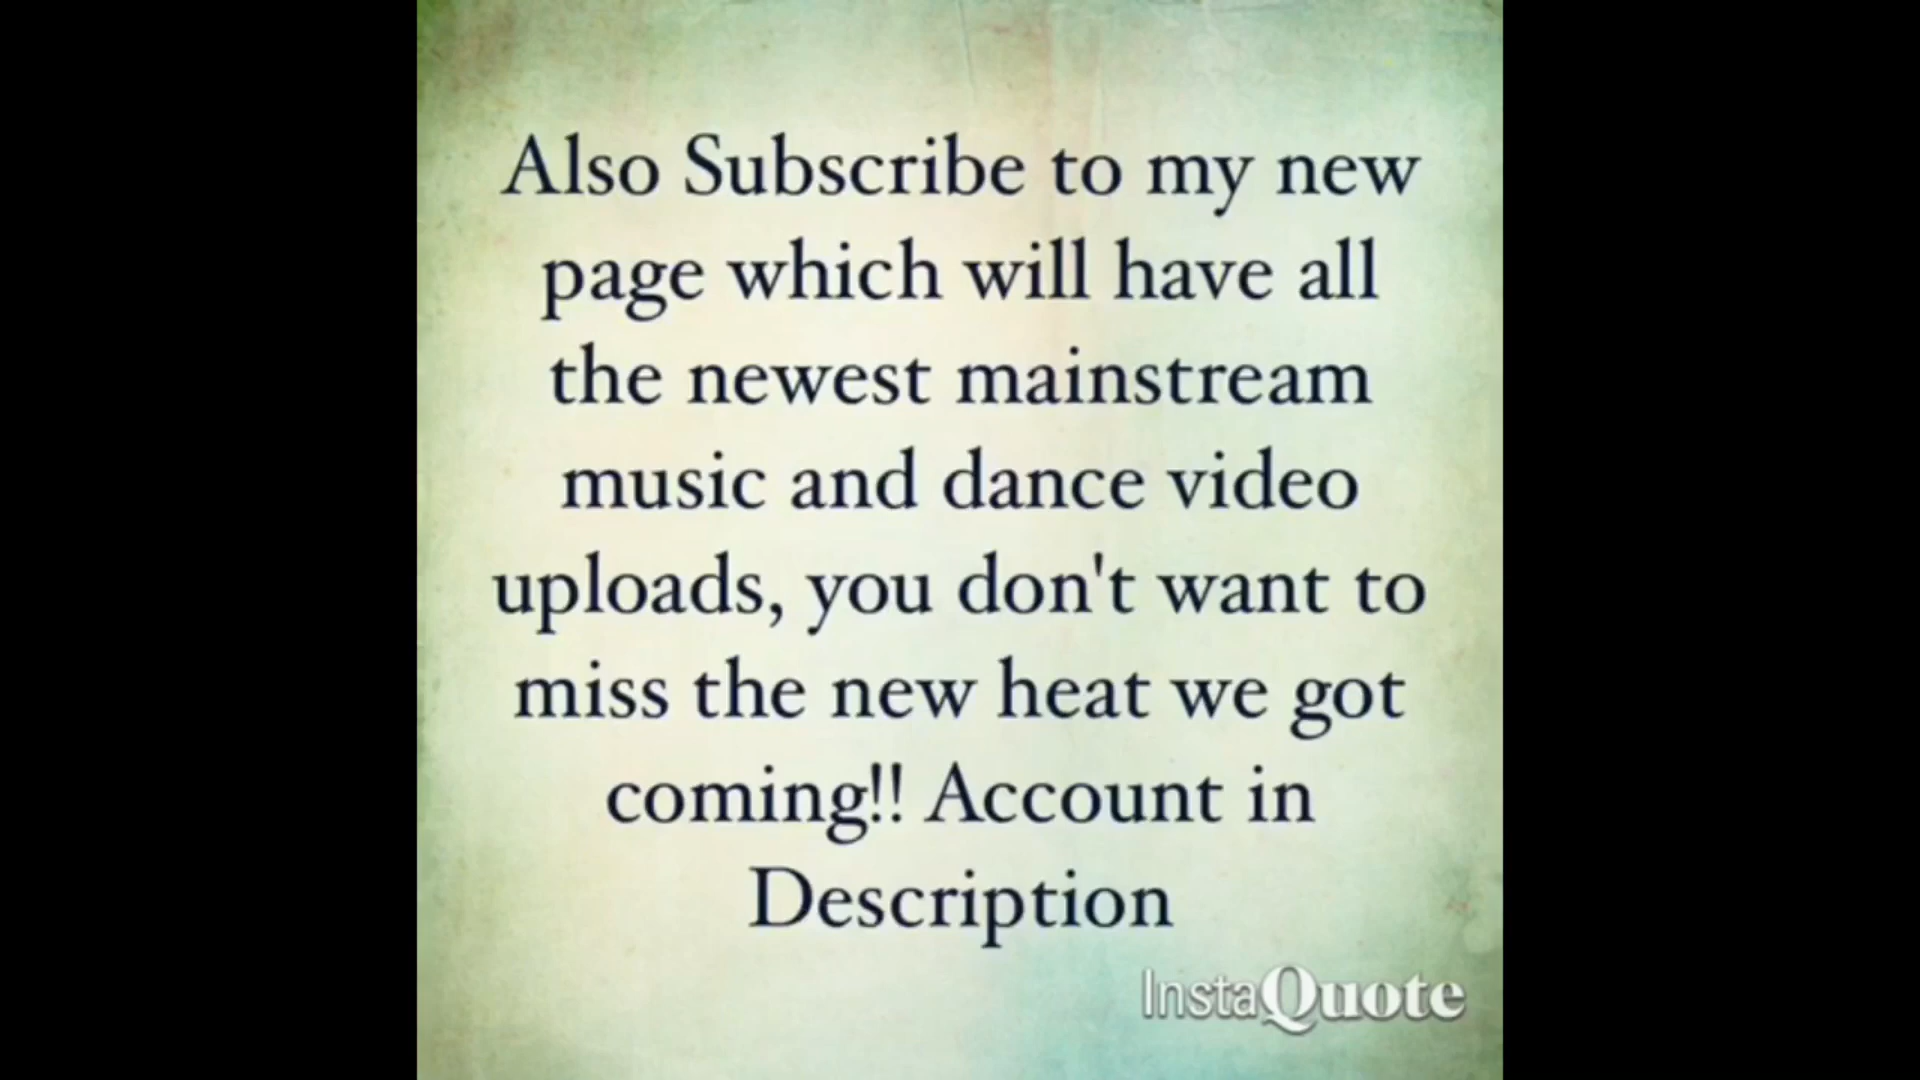 Also Subscribe to my new
page which will have all
the newest mainstream
music and dance video
uploads, you don't want to
miss the new heat we got
coming!! Account in
Description
InstaQuote